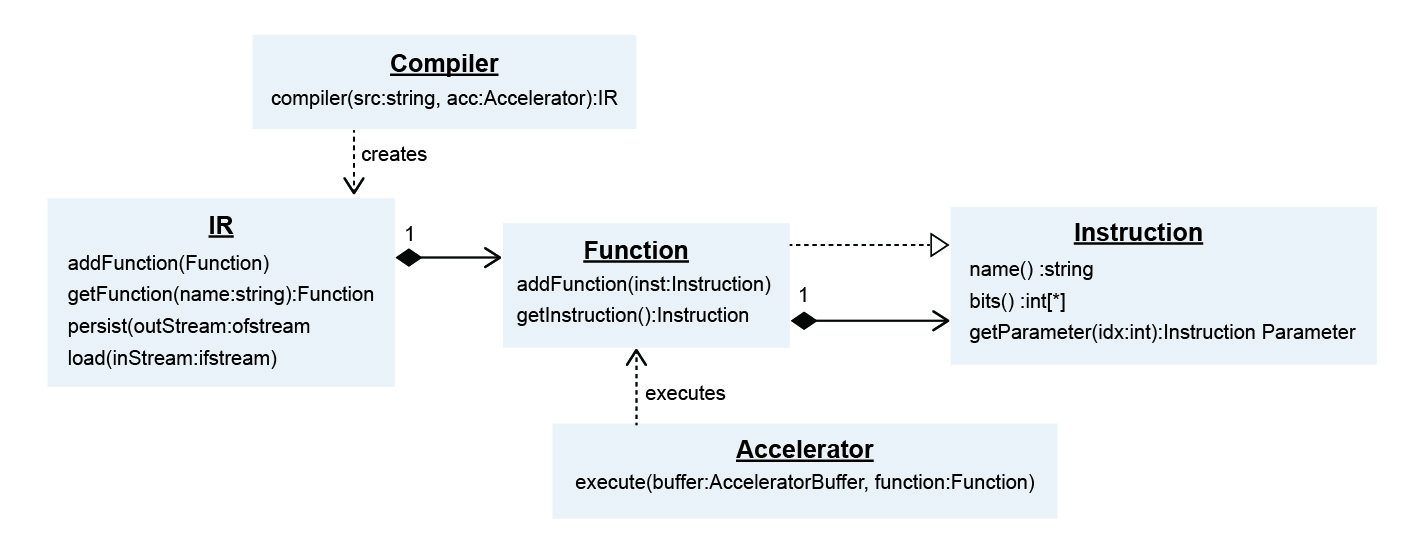 Compiler
compiler(src:string, acc:Accelerator):IR
creates
IR
addFunction(Function)
getFunction(name:string):Function
persist(outStream:ofstream
load(inStream:ifstream)
1
Function
addFunction(inst:Instruction)
getInstruction():Instruction
1
Instruction
name() :string
bits() :int[*]
getParameter(idx:int):Instruction Parameter
executes
Accelerator
execute(buffer:AcceleratorBuffer, function:Function)